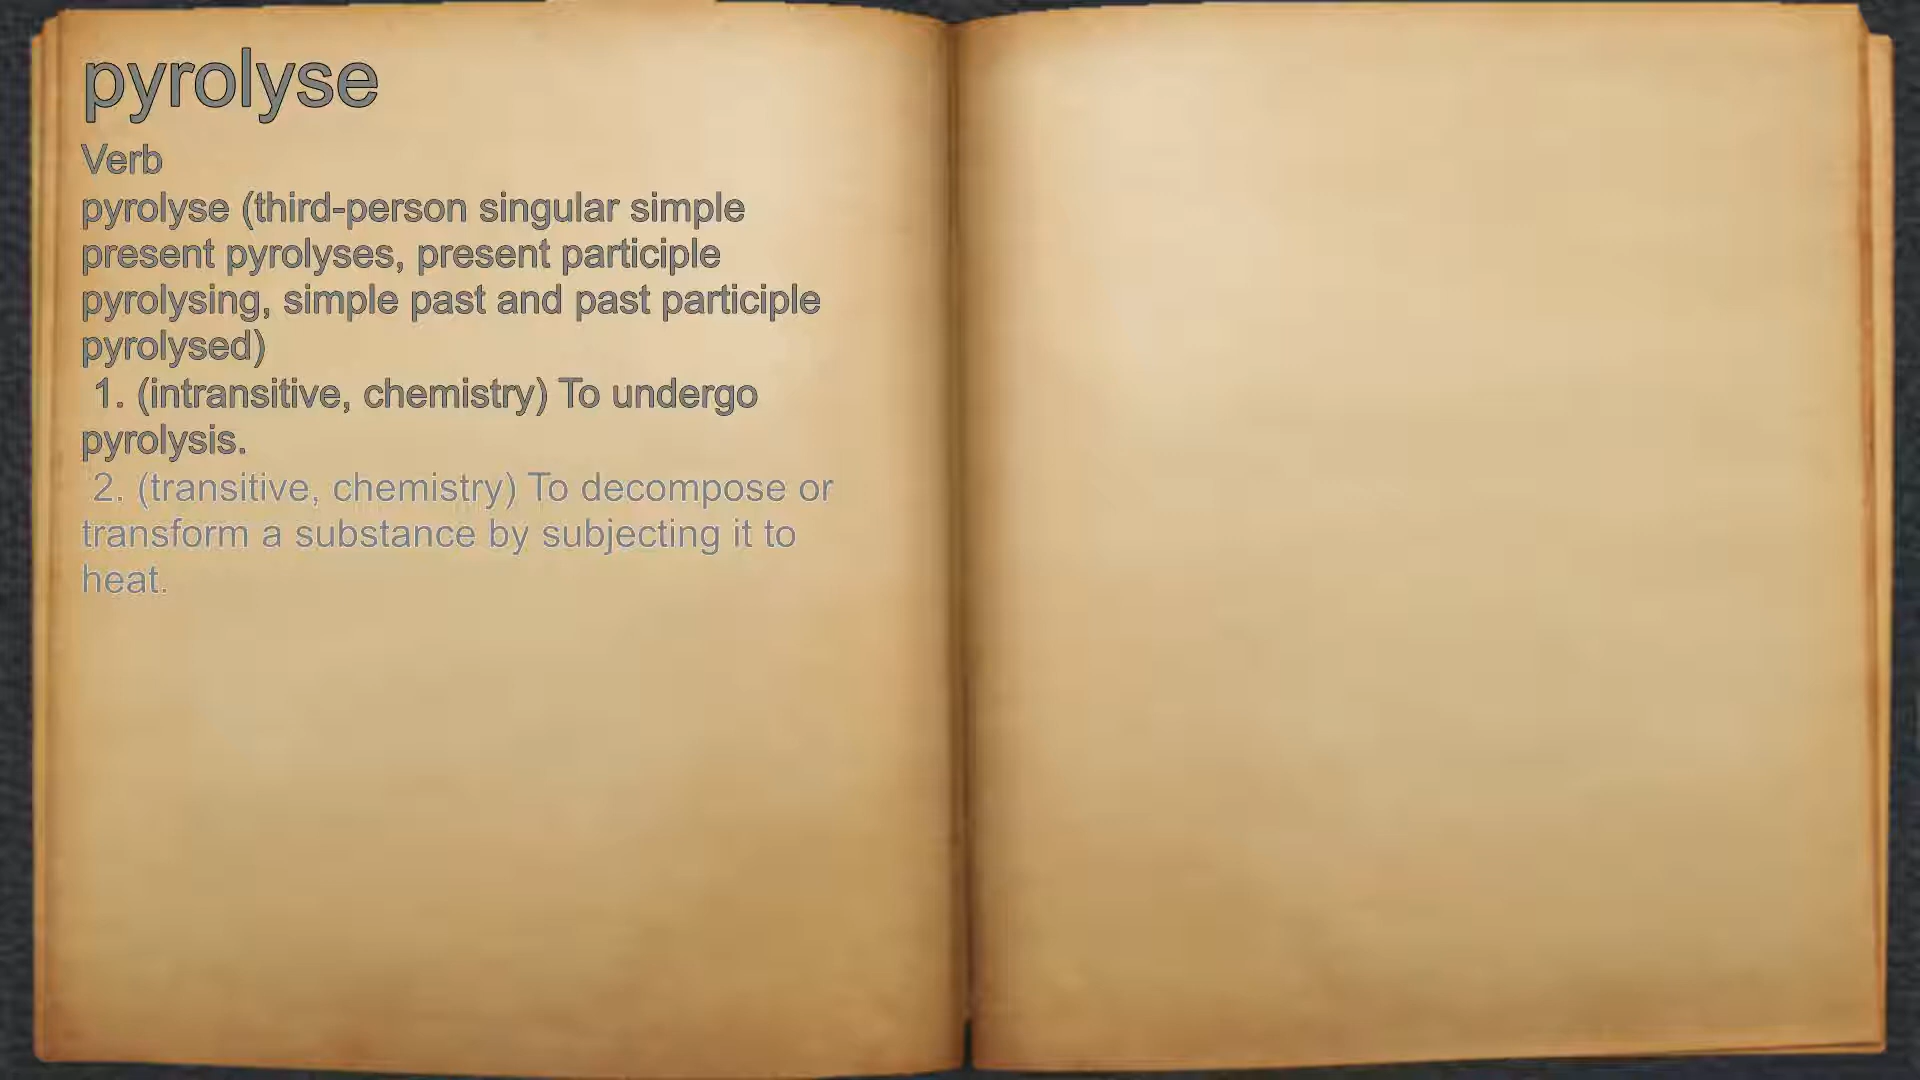 pyrolyse
Verb
pyrolyse (third-person singular simple
present pyrolyses, present participle
pyrolysing, simple past and past participle
pyrolysed)
1. (intransitive, chemistry) To undergo
pyrolysis.
2. (transitive, chemistry) To decompose or
transform a substance by subjecting it to
heat.